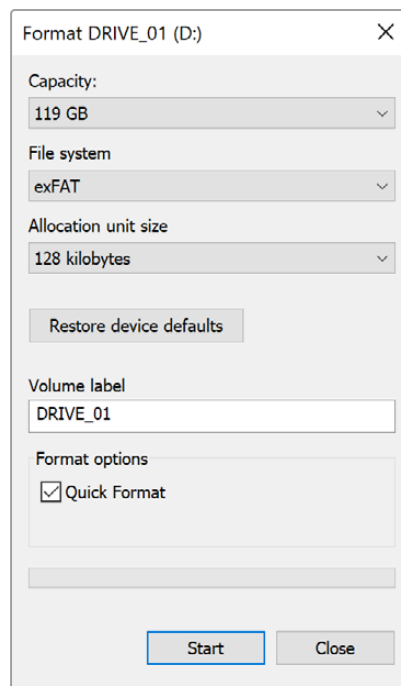 Format DRIVE_01 (D:)
Capacity:
119 GB
File system
exFAT
Allocation unit size
128 kilobytes
Restore device defaults
Volume label
DRIVE_01
Format options
Quick Format
Start Close